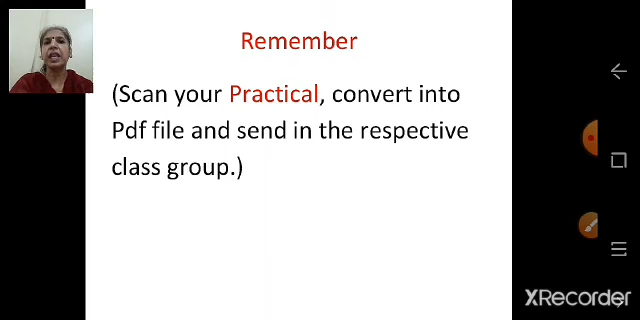 Remember
(Scan your Practical, convert into
Pdf file and send in the respective
class group.)
XRecorder